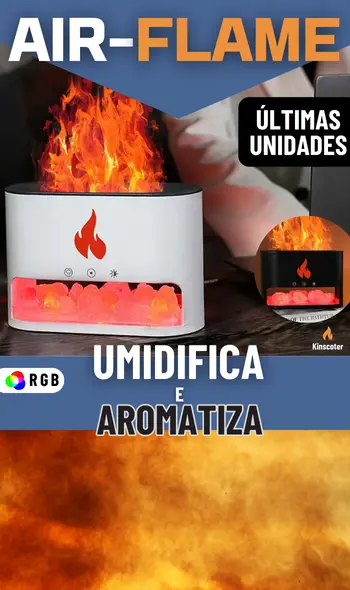 AIR-FLAME
ÚLTIMAS
UNIDADES
Kinscoter
UMIDIFICA
RGB
E
AROMATIZA